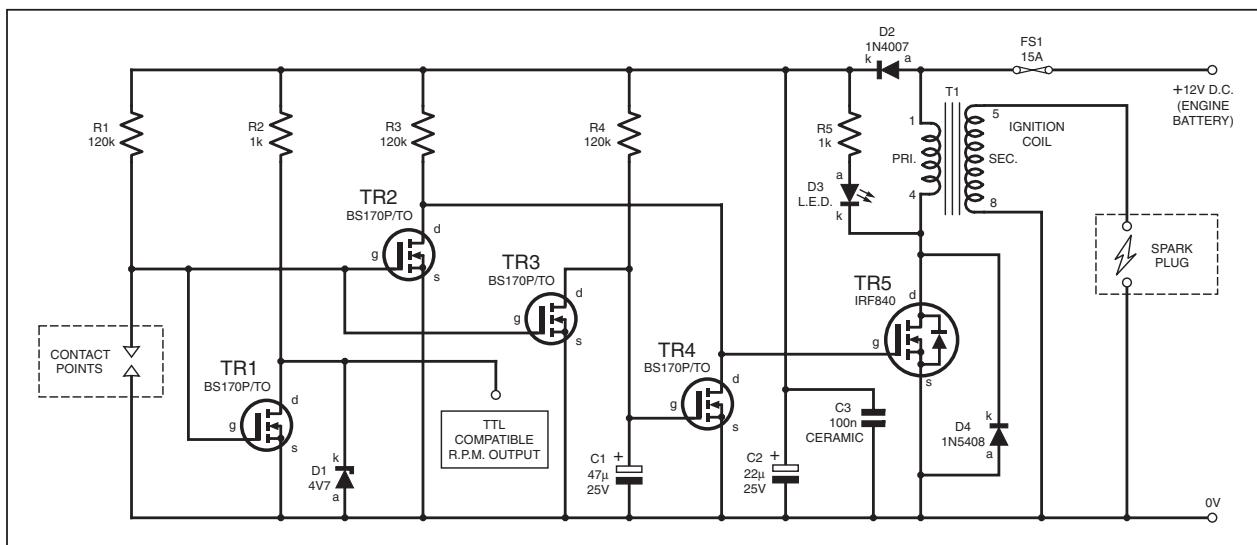 D2
1N4007
k
a
FS1
15A
+12V D.C.
(ENGINE
BATTERY)
R1
120k
R2
1k
R3
120k
R4
120k
R5
1k
a
D3
L.E.D.
k
T1
1
PRI.
4
5
IGNITION
COIL
SEC.
8
SPARK
PLUG
TR2
BS170P/TO
d
g
s
TR3
BS170P/TO
d
g
s
TR5
IRF840
d
g
s
CONTACT
POINTS
TR1
BS170P/TO
d
g
s
TR4
BS170P/TO
d
g
s
TTL
COMPATIBLE
R.P.M. OUTPUT
k
D1
4V7
a
C1
47μ
25V
+
C2
22μ
25V
+
C3
100n
CERAMIC
k
D4
1N5408
a
0V